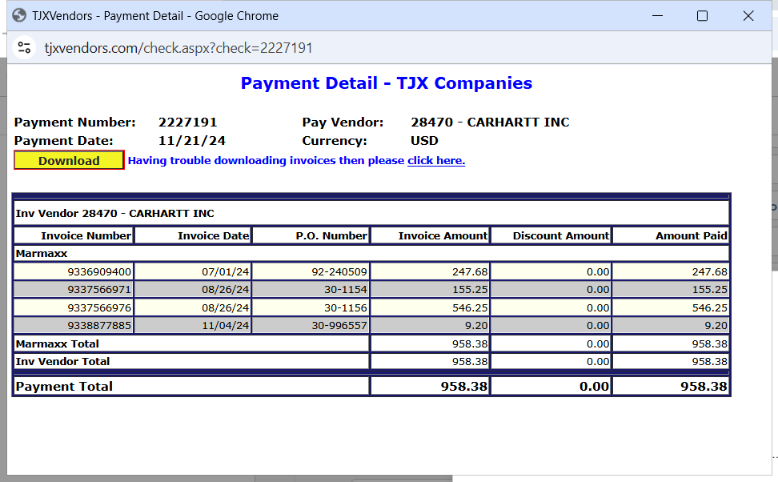 TJXVendors - Payment Detail - Google Chrome
tjxvendors.com/check.aspx?check=2227191
Payment Detail - TJX Companies
Payment Number: 2227191 Pay Vendor: 28470 - CARHARTT INC
Payment Date: 11/21/24 Currency: USD
Download Having trouble downloading invoices then please click here.
Inv Vendor 28470 - CARHARTT INC
Invoice Number Invoice Date P.O. Number Invoice Amount Discount Amount Amount Paid
Marmaxx
9336909400 07/01/24 92-240509 247.68 0.00 247.68
9337566971 08/26/24 30-1154 155.25 0.00 155.25
9337566976 08/26/24 30-1156 546.25 0.00 546.25
9338877885 11/04/24 30-996557 9.20 0.00 9.20
Marmaxx Total 958.38 0.00 958.38
Inv Vendor Total 958.38 0.00 958.38
Payment Total 958.38 0.00 958.38